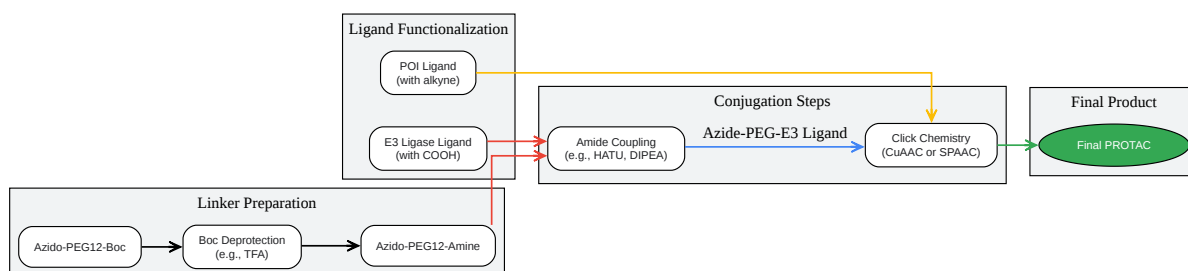 Ligand Functionalization
POI Ligand
(with alkyne)
E3 Ligase Ligand
(with COOH)
Conjugation Steps
Amide Coupling
(e.g., HATU, DIPEA)
Azide-PEG-E3 Ligand
Click Chemistry
(CuAAC or SPAAC)
Final Product
Final PROTAC
Linker Preparation
Azido-PEG12-Boc
Boc Deprotection
(e.g., TFA)
Azido-PEG12-Amine